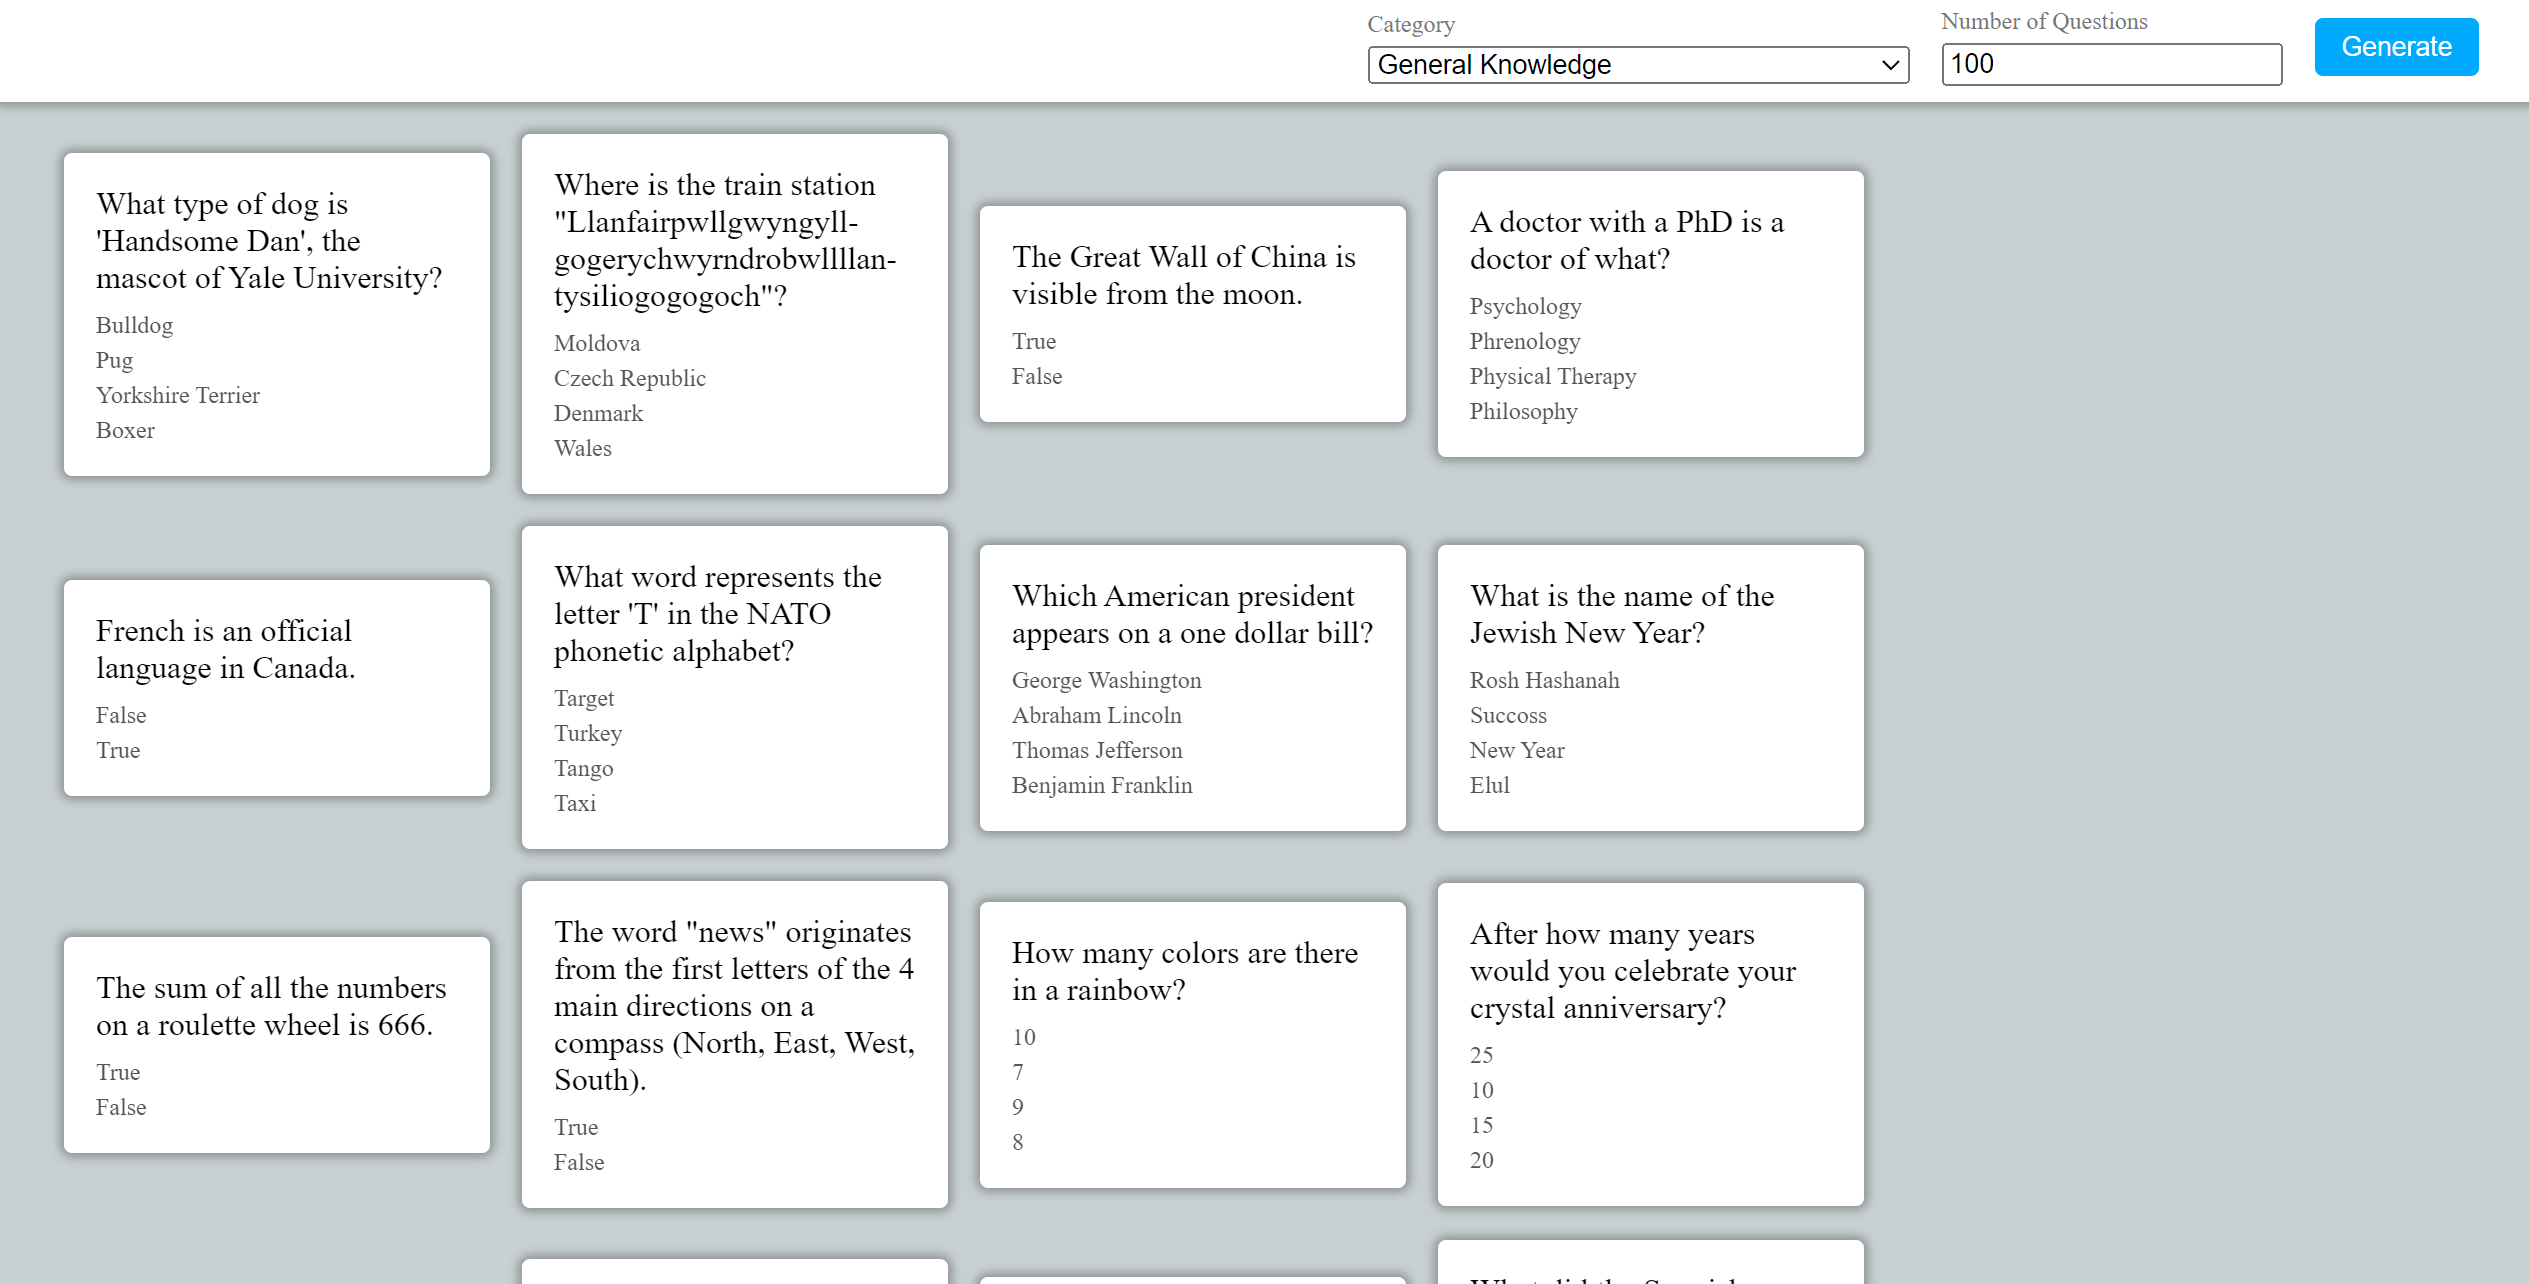 Category
General Knowledge
Number of Questions
100
Generate
What type of dog is
'Handsome Dan', the
mascot of Yale University?
Bulldog
Pug
Yorkshire Terrier
Boxer
Where is the train station
"Llanfairpwllgwyngyll-
gogerychwyrndrobwllllan-
tysiliogogogoch"?
Moldova
Czech Republic
Denmark
Wales
The Great Wall of China is
visible from the moon.
True
False
A doctor with a PhD is a
doctor of what?
Psychology
Phrenology
Physical Therapy
Philosophy
French is an official
language in Canada.
False
True
What word represents the
letter 'T' in the NATO
phonetic alphabet?
Target
Turkey
Tango
Taxi
Which American president
appears on a one dollar bill?
George Washington
Abraham Lincoln
Thomas Jefferson
Benjamin Franklin
What is the name of the
Jewish New Year?
Rosh Hashanah
Succoss
New Year
Elul
The sum of all the numbers
on a roulette wheel is 666.
True
False
The word "news" originates
from the first letters of the 4
main directions on a
compass (North, East, West,
South).
True
False
How many colors are there
in a rainbow?
10
7
9
8
After how many years
would you celebrate your
crystal anniversary?
25
10
15
20